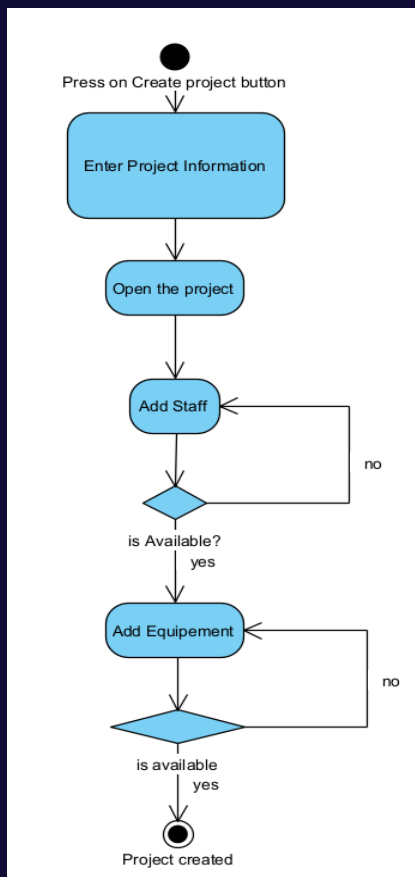 Press on Create project button
Enter Project Information
Open the project
Add Staff
no
is Available?
yes
Add Equipement
no
is available
yes
Project created